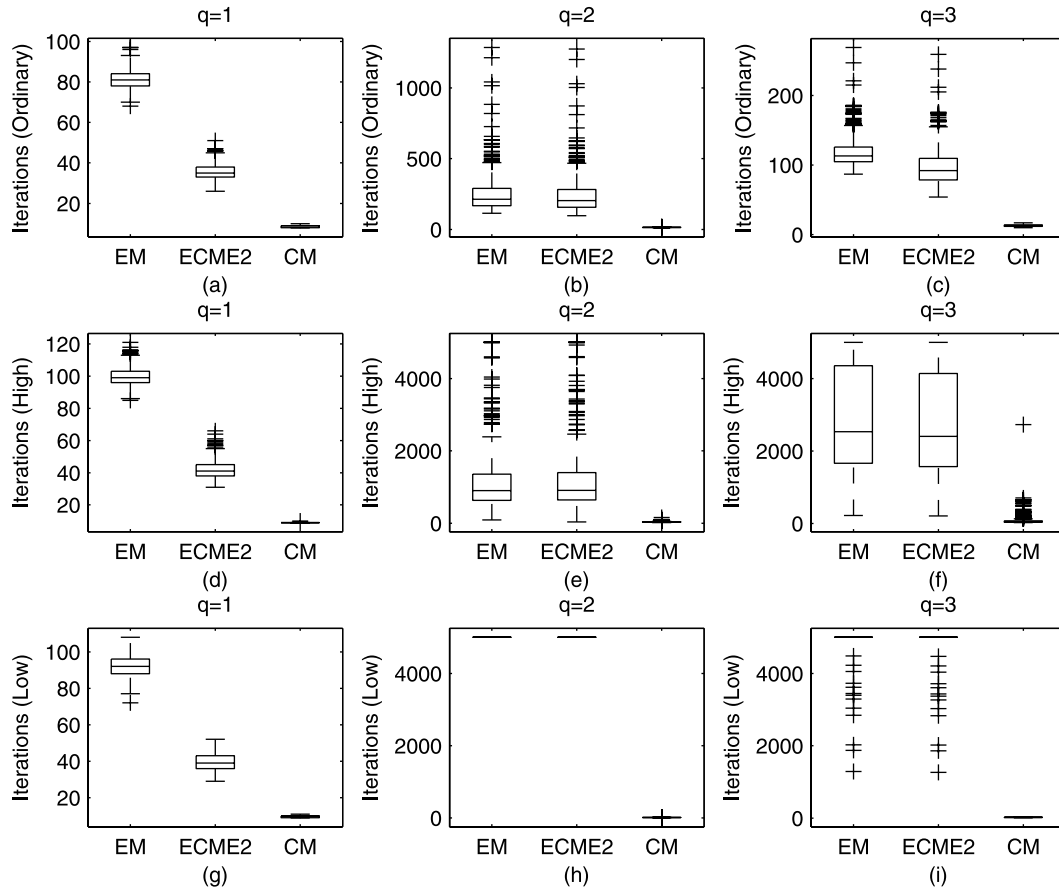 q=1
q=2
q=3
Iterations (Ordinary)
100
80
60
40
20
EM ECME2 CM
(a)
Iterations (Ordinary)
1000
500
0
EM ECME2 CM
(b)
Iterations (Ordinary)
200
100
0
EM ECME2 CM
(c)
q=1
q=2
q=3
Iterations (High)
120
100
80
60
40
20
EM ECME2 CM
(d)
Iterations (High)
4000
2000
0
EM ECME2 CM
(e)
Iterations (High)
4000
2000
0
EM ECME2 CM
(f)
q=1
q=2
q=3
Iterations (Low)
100
80
60
40
20
EM ECME2 CM
(g)
Iterations (Low)
4000
2000
0
EM ECME2 CM
(h)
Iterations (Low)
4000
2000
0
EM ECME2 CM
(i)